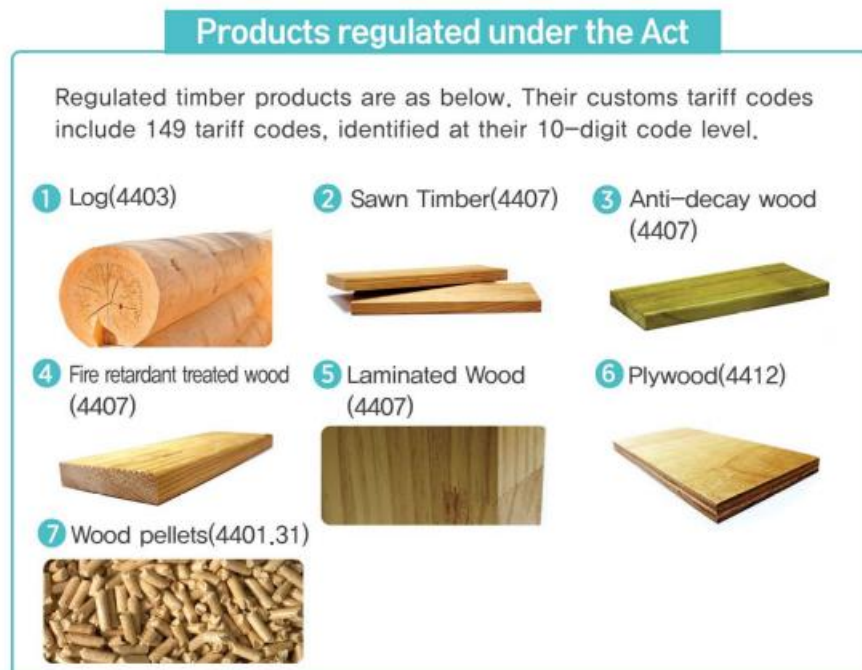 Products regulated under the Act
Regulated timber products are as below. Their customs tariff codes
include 149 tariff codes, identified at their 10-digit code level.
1 Log(4403)
2 Sawn Timber(4407)
3 Anti-decay wood
(4407)
4 Fire retardant treated wood
(4407)
5 Laminated Wood
(4407)
6 Plywood(4412)
7 Wood pellets(4401.31)